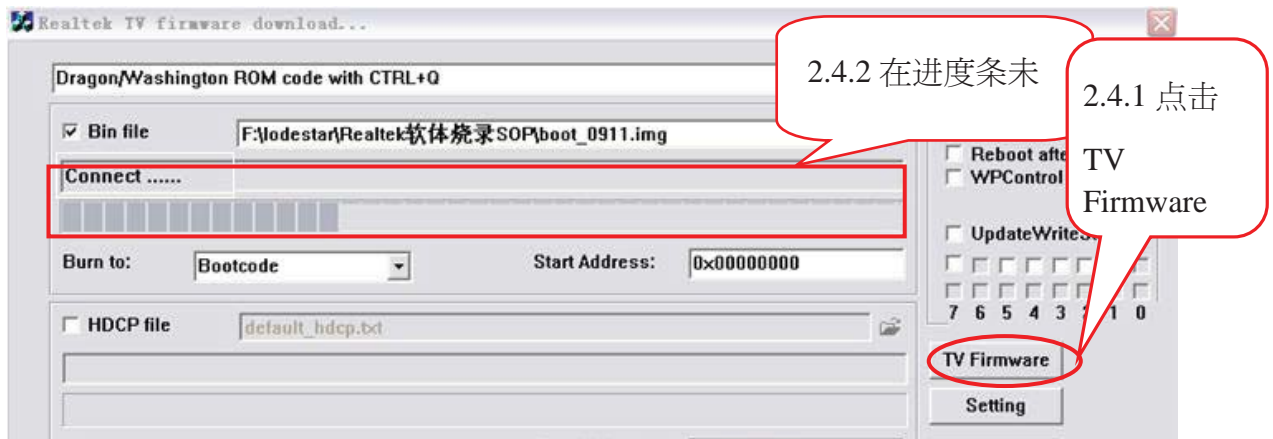 Realtek TV firmware download...
2.4.2 在进度条未
2.4.1 点击
TV
Firmware
Dragon/Washington ROM code with CTRL+Q
Bin file
F:\lodestar\Realtek软体烧录SOP\boot_0911.img
Connect ......
Reboot afte
WPControl
UpdateWrite
Burn to:
Bootcode
Start Address:
0x00000000
7 6 5 4 3 2 1 0
HDCP file
default_hdcp.txt
TV Firmware
Setting